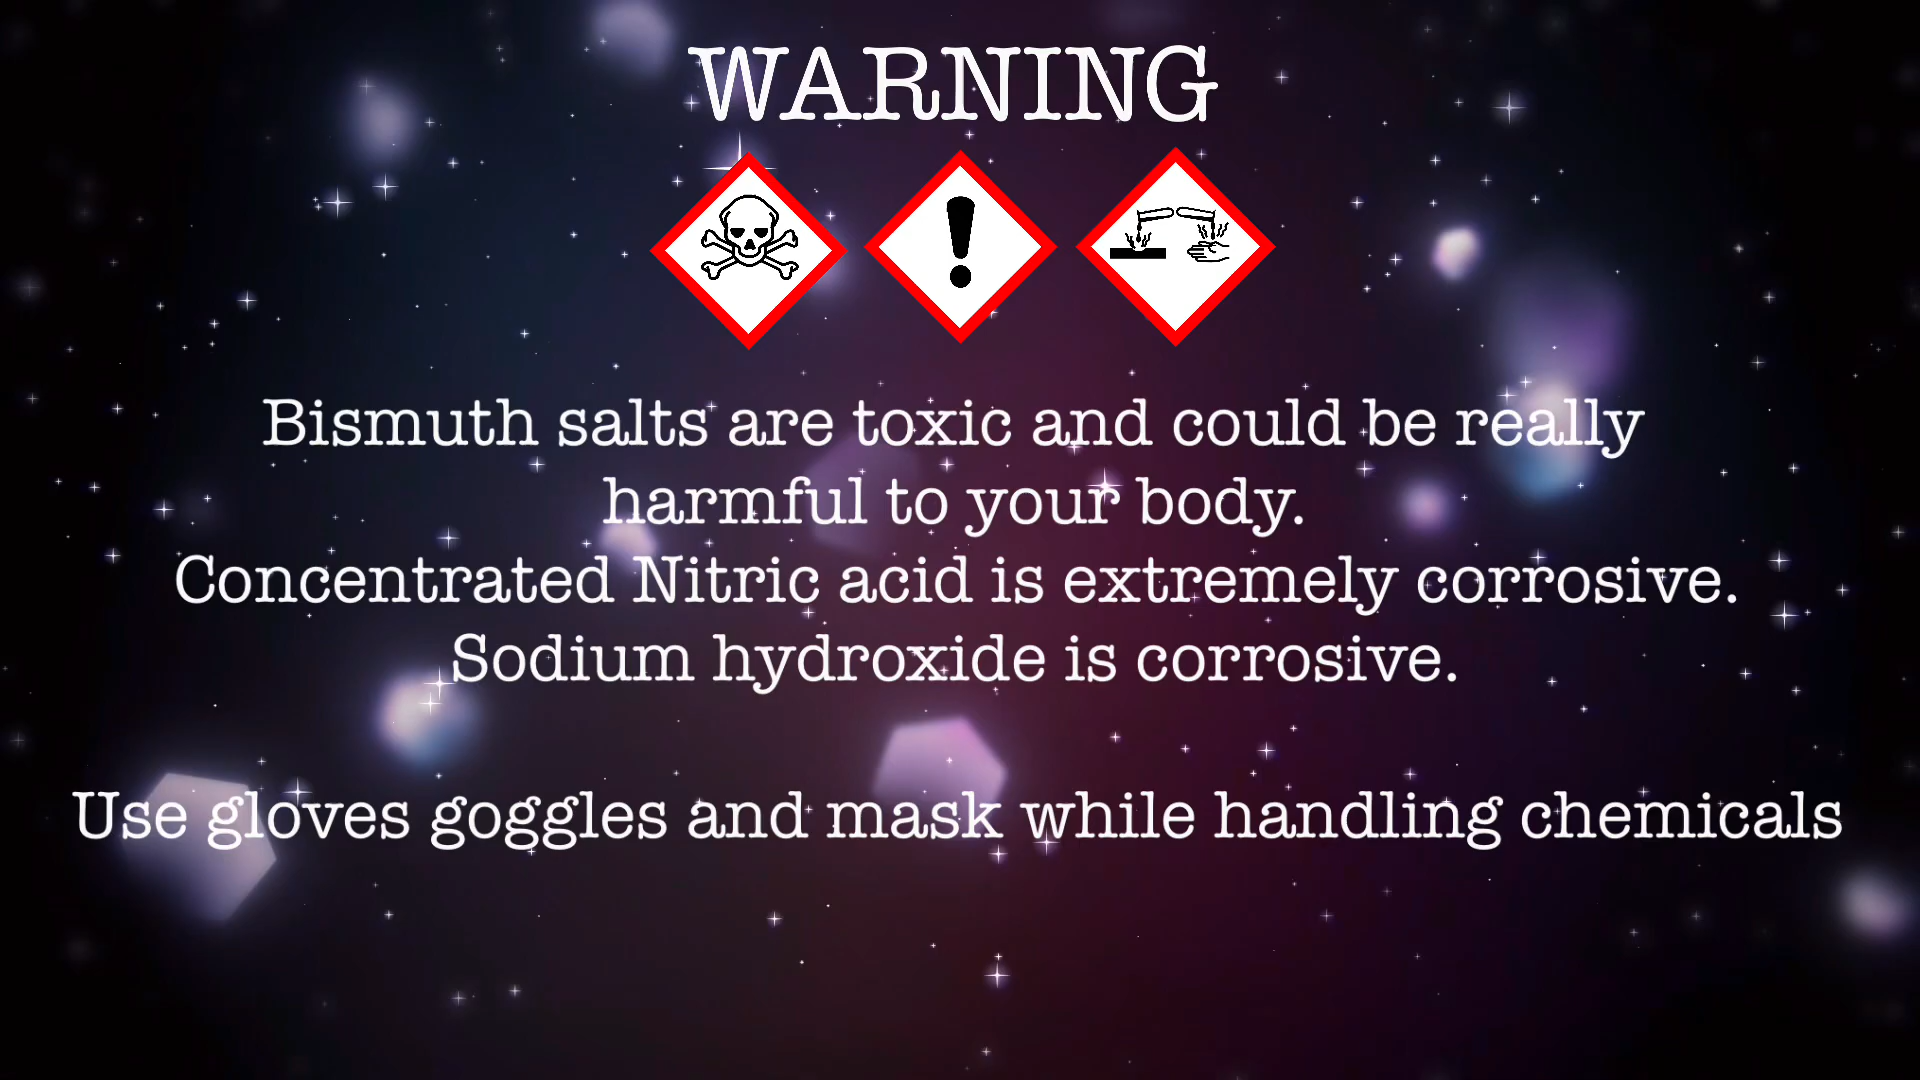 WARNING
Bismuth salts are toxic and could be really
harmful to your body.
Concentrated Nitric acid is extremely corrosive.
Sodium hydroxide is corrosive.
Use gloves goggles and mask while handling chemicals